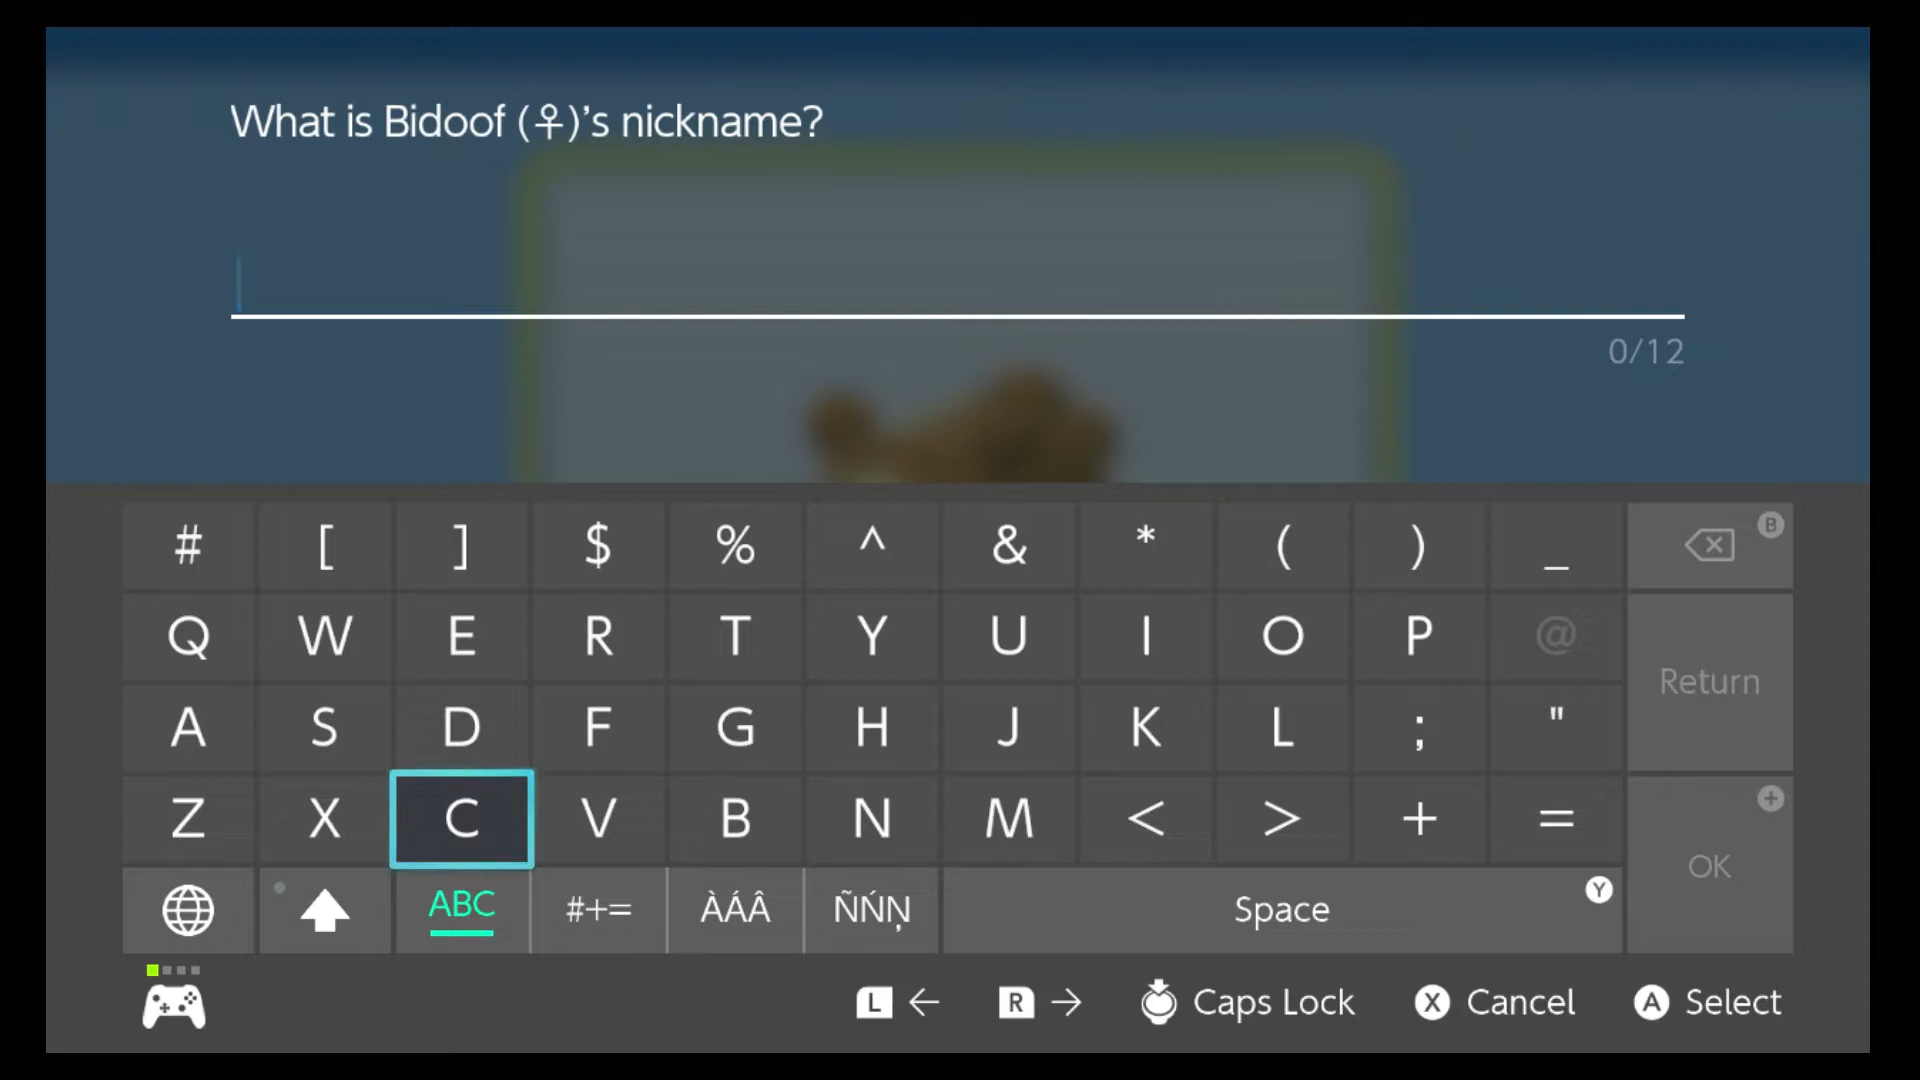 What is Bidoof (♀)'s nickname?
0/12
# [ ] $ % ^ & * ( ) _ B
Q W E R T Y U I O P @ Return
A S D F G H J K L ; "
Z X C V B N M < > + = + OK
ABC #+= ÀÁÂ ÑŃŅ Space Y
L ← R → Caps Lock X Cancel A Select